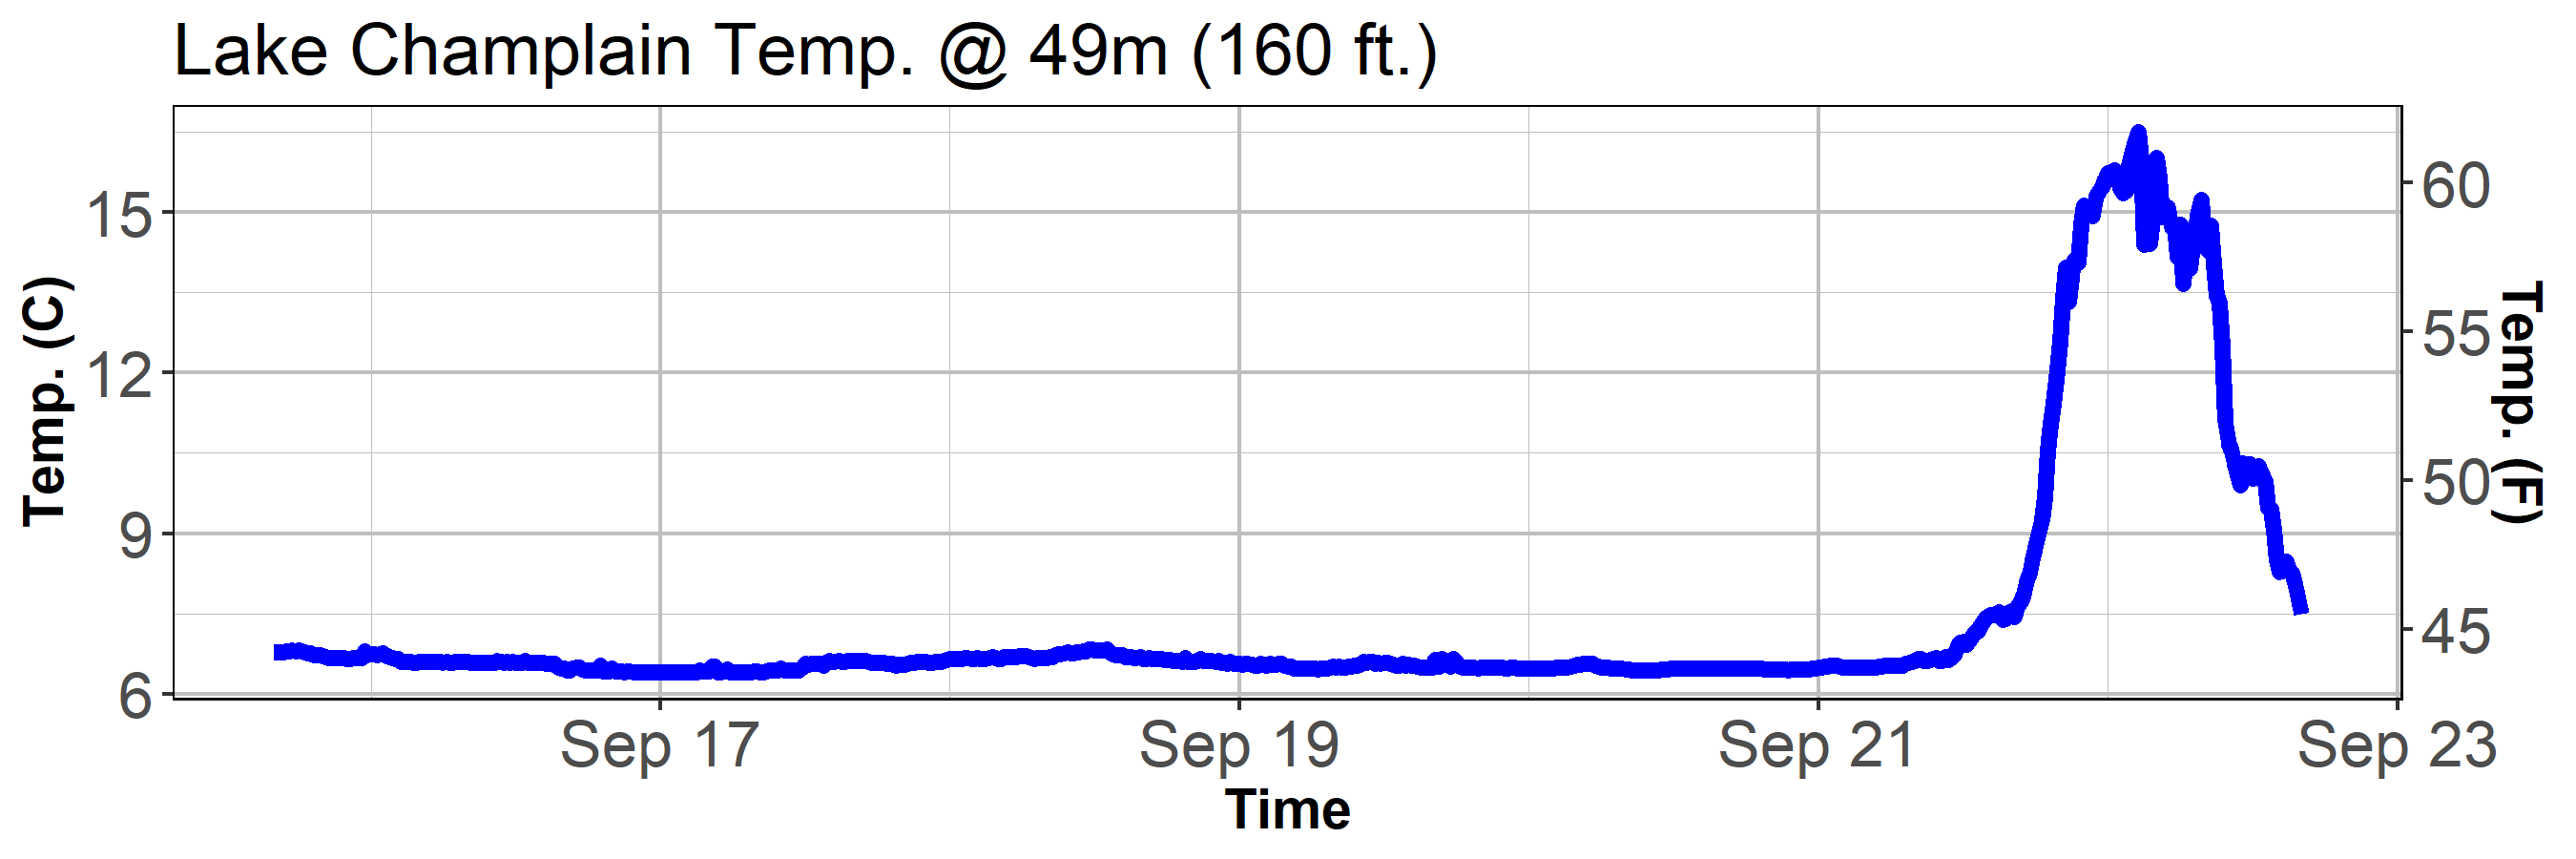 Lake Champlain Temp. @ 49m (160 ft.)
Temp. (C)
15
12
9
6
60
55
50
45
Temp. (F)
Sep 17 Sep 19 Sep 21 Sep 23
Time